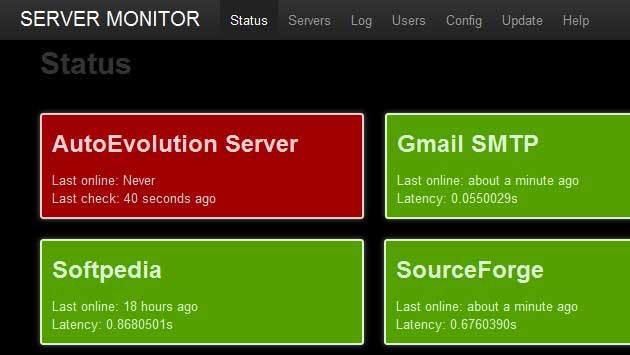 SERVER MONITOR Status Servers Log Users Config Update Help
Status
AutoEvolution Server
Last online: Never
Last check: 40 seconds ago
Gmail SMTP
Last online: about a minute ago
Latency: 0.0550029s
Softpedia
Last online: 18 hours ago
Latency: 0.8680501s
SourceForge
Last online: about a minute ago
Latency: 0.6760390s